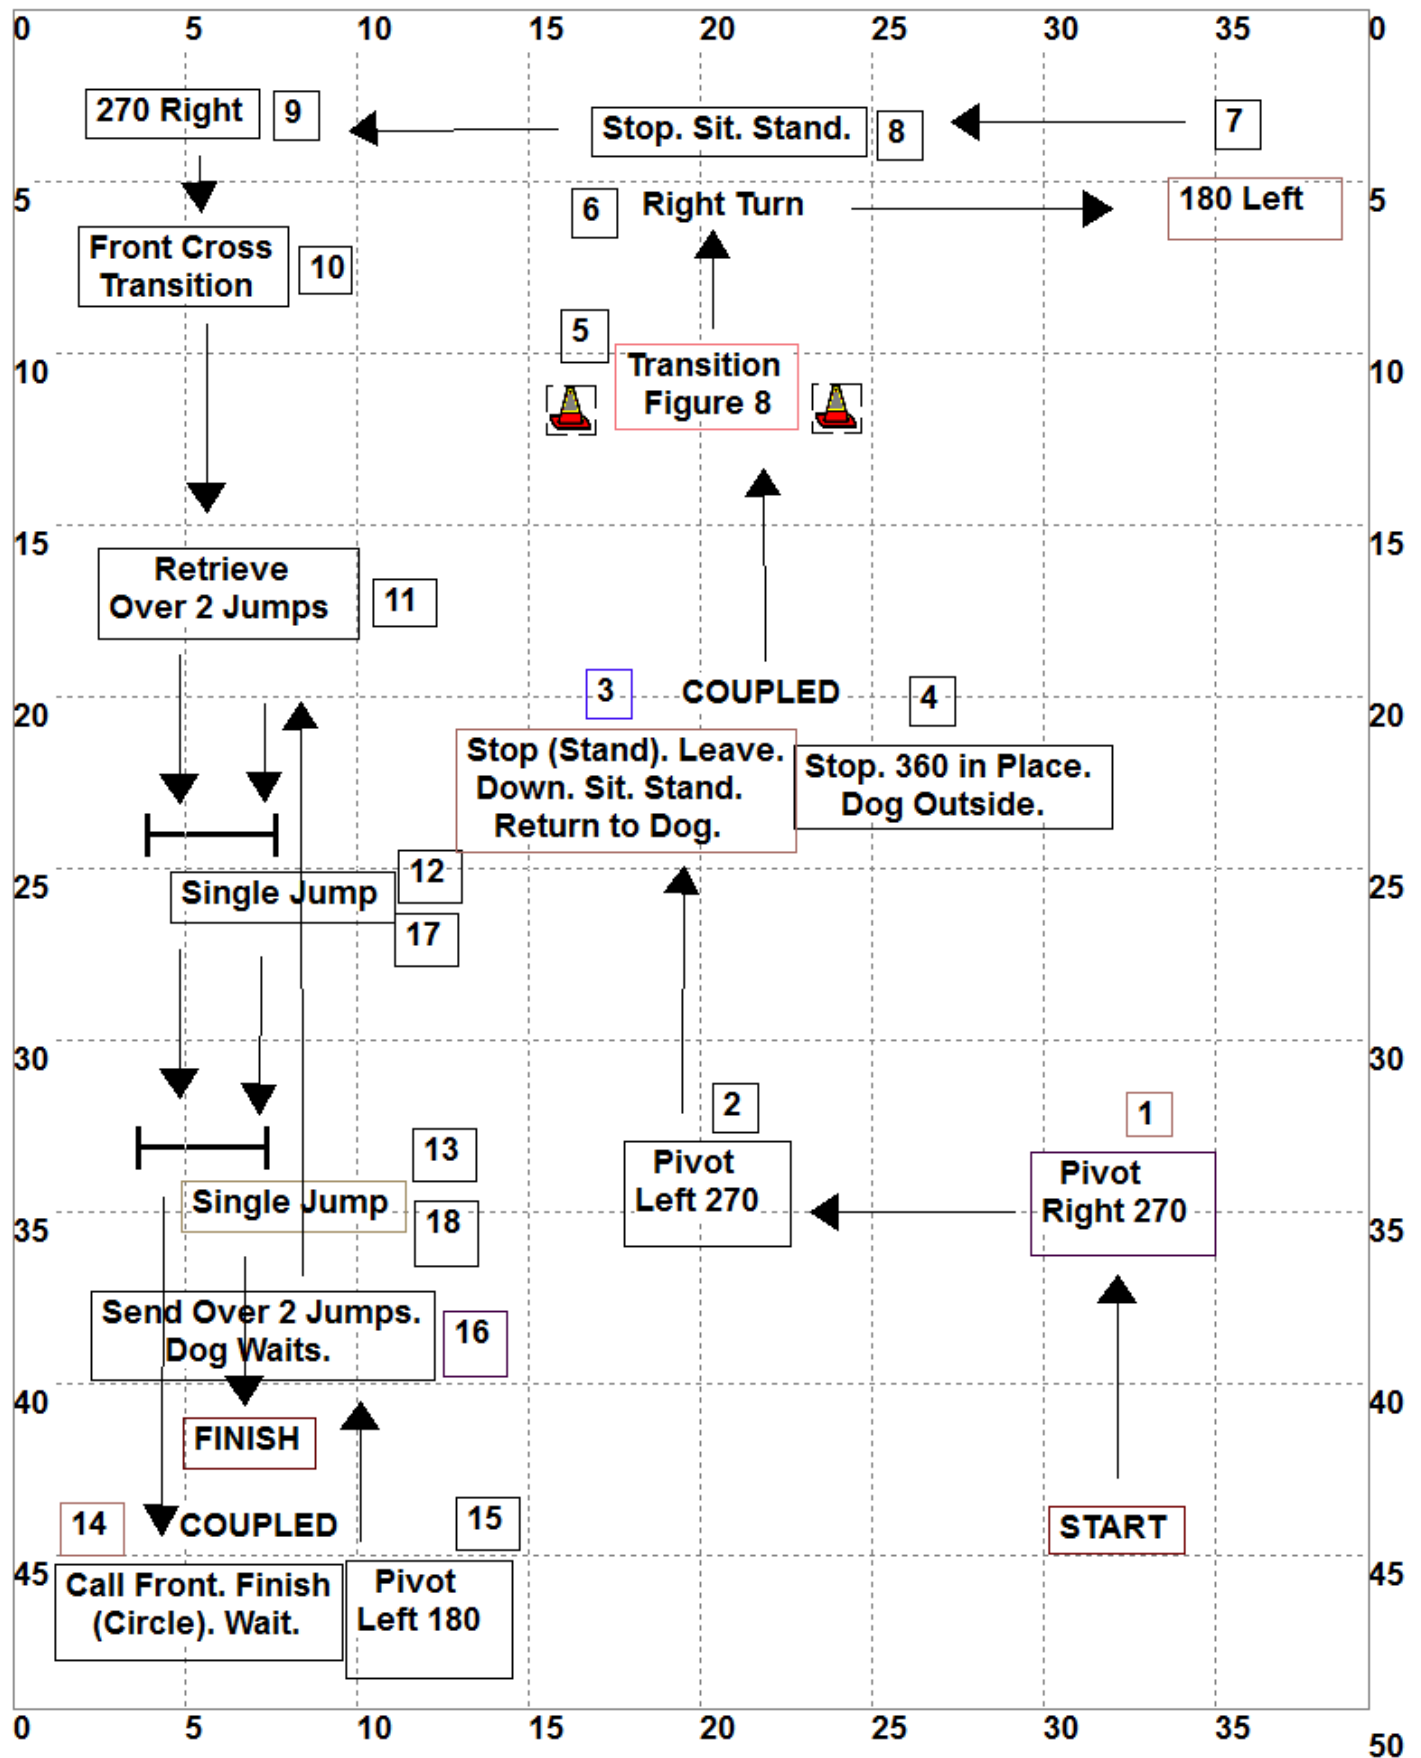 0 5 10 15 20 25 30 35 0
270 Right 9
Stop. Sit. Stand. 8
7
5 6 Right Turn 180 Left 5
Front Cross
Transition
10
5
10 Transition 10
Figure 8
15 15
Retrieve
Over 2 Jumps
11
3 COUPLED 4
20 20
Stop (Stand). Leave.
Down. Sit. Stand.
Return to Dog.
Stop. 360 in Place.
Dog Outside.
12
25 Single Jump 25
17
30 30
2 1
Pivot
Left 270
Pivot
Right 270
13
Single Jump
35 18 35
Send Over 2 Jumps.
Dog Waits.
16
40 40
FINISH
14 COUPLED 15 START
45 45
Call Front. Finish
(Circle). Wait.
Pivot
Left 180
0 5 10 15 20 25 30 35 50